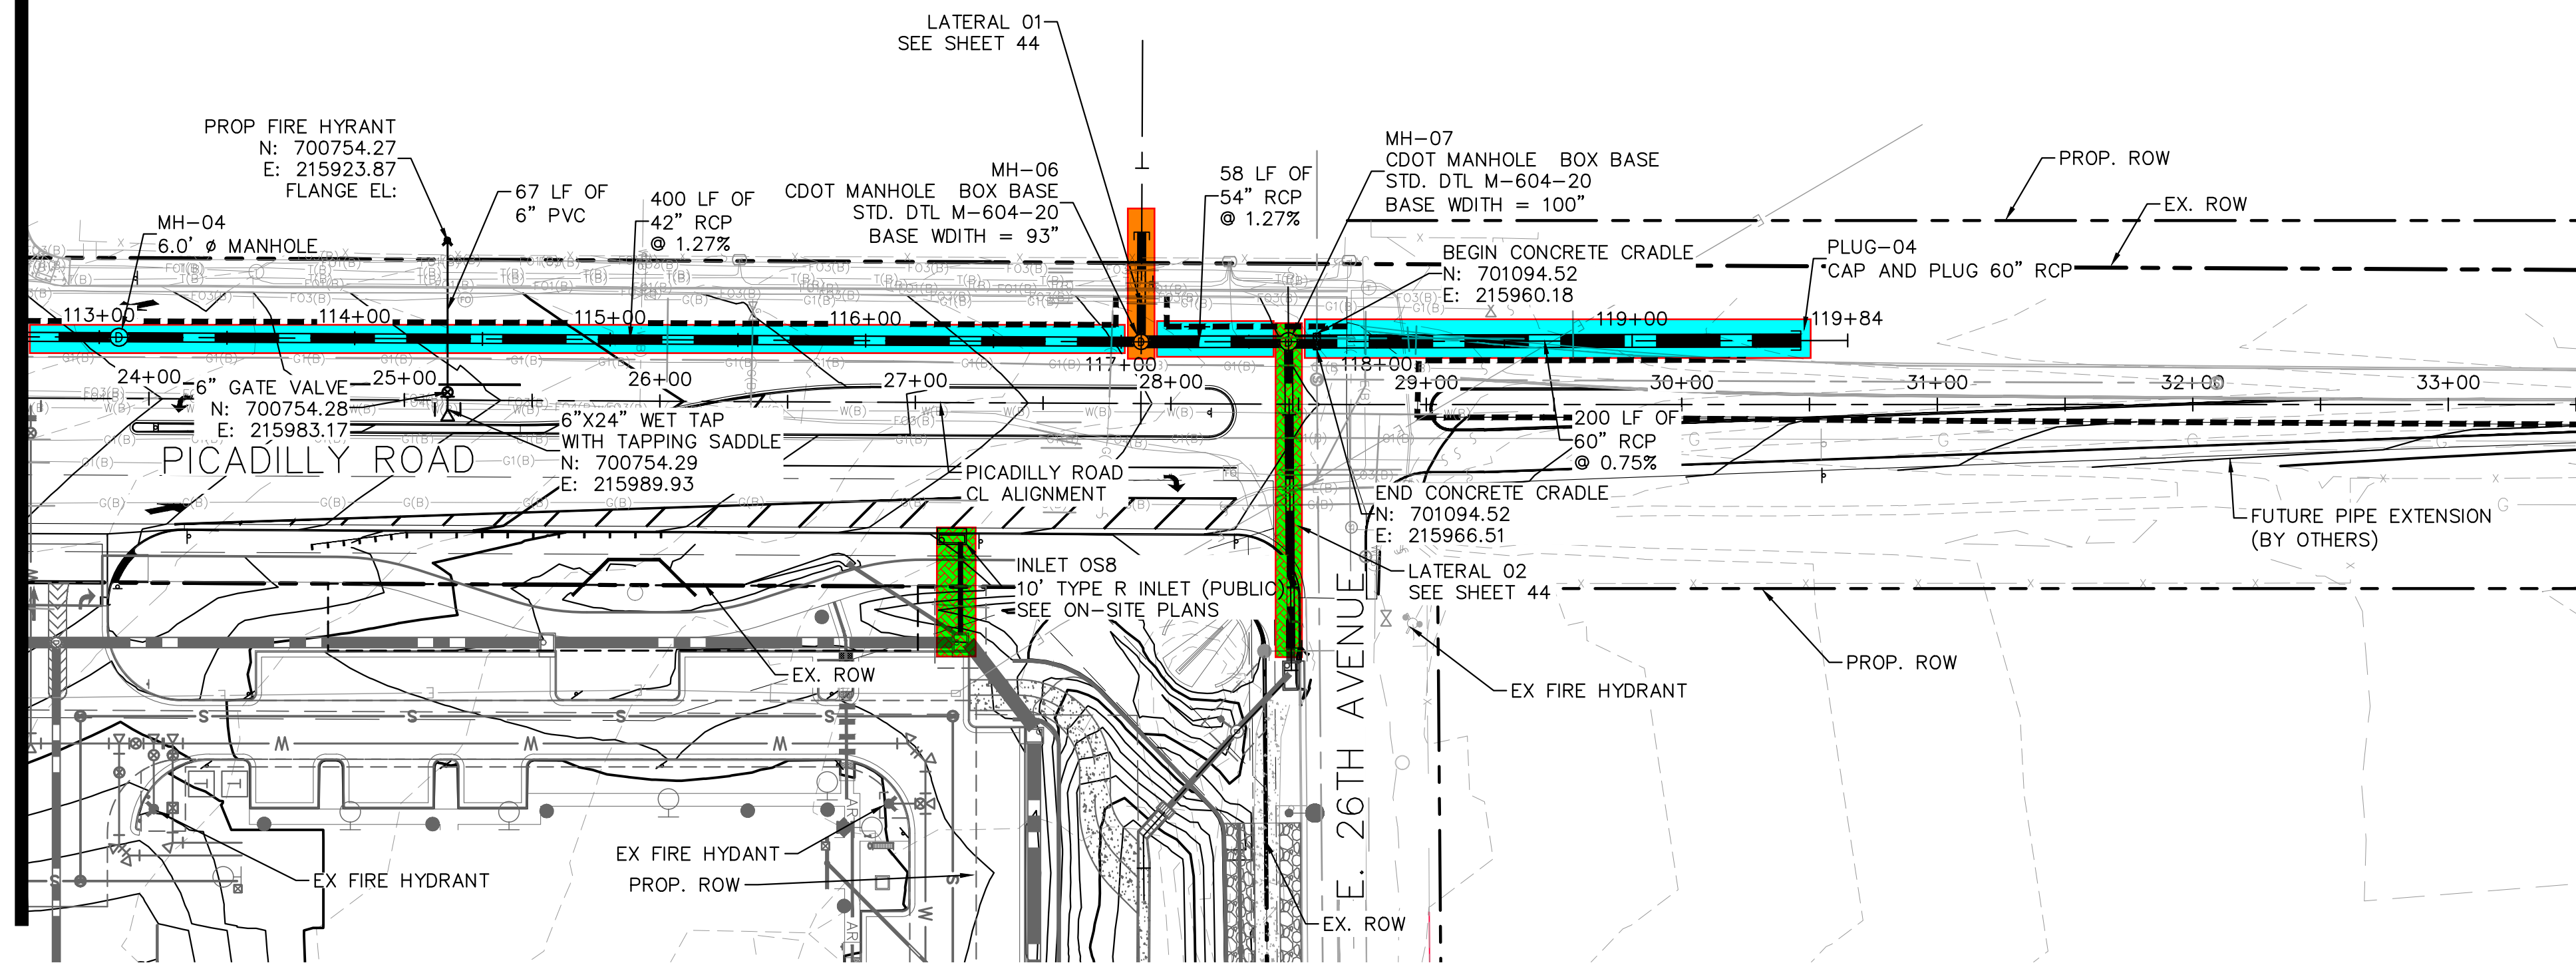 LATERAL 01
SEE SHEET 44
PROP FIRE HYRANT
N: 700754.27
E: 215923.87
FLANGE EL:
67 LF OF
6" PVC
400 LF OF
42" RCP
@ 1.27%
MH-04
6.0' Ø MANHOLE
MH-06
CDOT MANHOLE BOX BASE
STD. DTL M-604-20
BASE WDITH = 93"
58 LF OF
54" RCP
@ 1.27%
MH-07
CDOT MANHOLE BOX BASE
STD. DTL M-604-20
BASE WDITH = 100"
PROP. ROW
EX. ROW
BEGIN CONCRETE CRADLE
N: 701094.52
E: 215960.18
PLUG-04
CAP AND PLUG 60" RCP
113+00
114+00
115+00
116+00
117+00
118+00
119+00
119+84
24+00
25+00
26+00
27+00
28+00
29+00
30+00
31+00
32+00
33+00
6" GATE VALVE
N: 700754.28
E: 215983.17
6"X24" WET TAP
WITH TAPPING SADDLE
N: 700754.29
E: 215989.93
PICADILLY ROAD
PICADILLY ROAD
CL ALIGNMENT
200 LF OF
60" RCP
@ 0.75%
END CONCRETE CRADLE
N: 701094.52
E: 215966.51
FUTURE PIPE EXTENSION
(BY OTHERS)
INLET OS8
10' TYPE R INLET (PUBLIC)
SEE ON-SITE PLANS
LATERAL 02
SEE SHEET 44
E. 26TH AVENUE
EX. ROW
PROP. ROW
EX FIRE HYDRANT
EX FIRE HYDANT
PROP. ROW
EX FIRE HYDRANT
EX. ROW